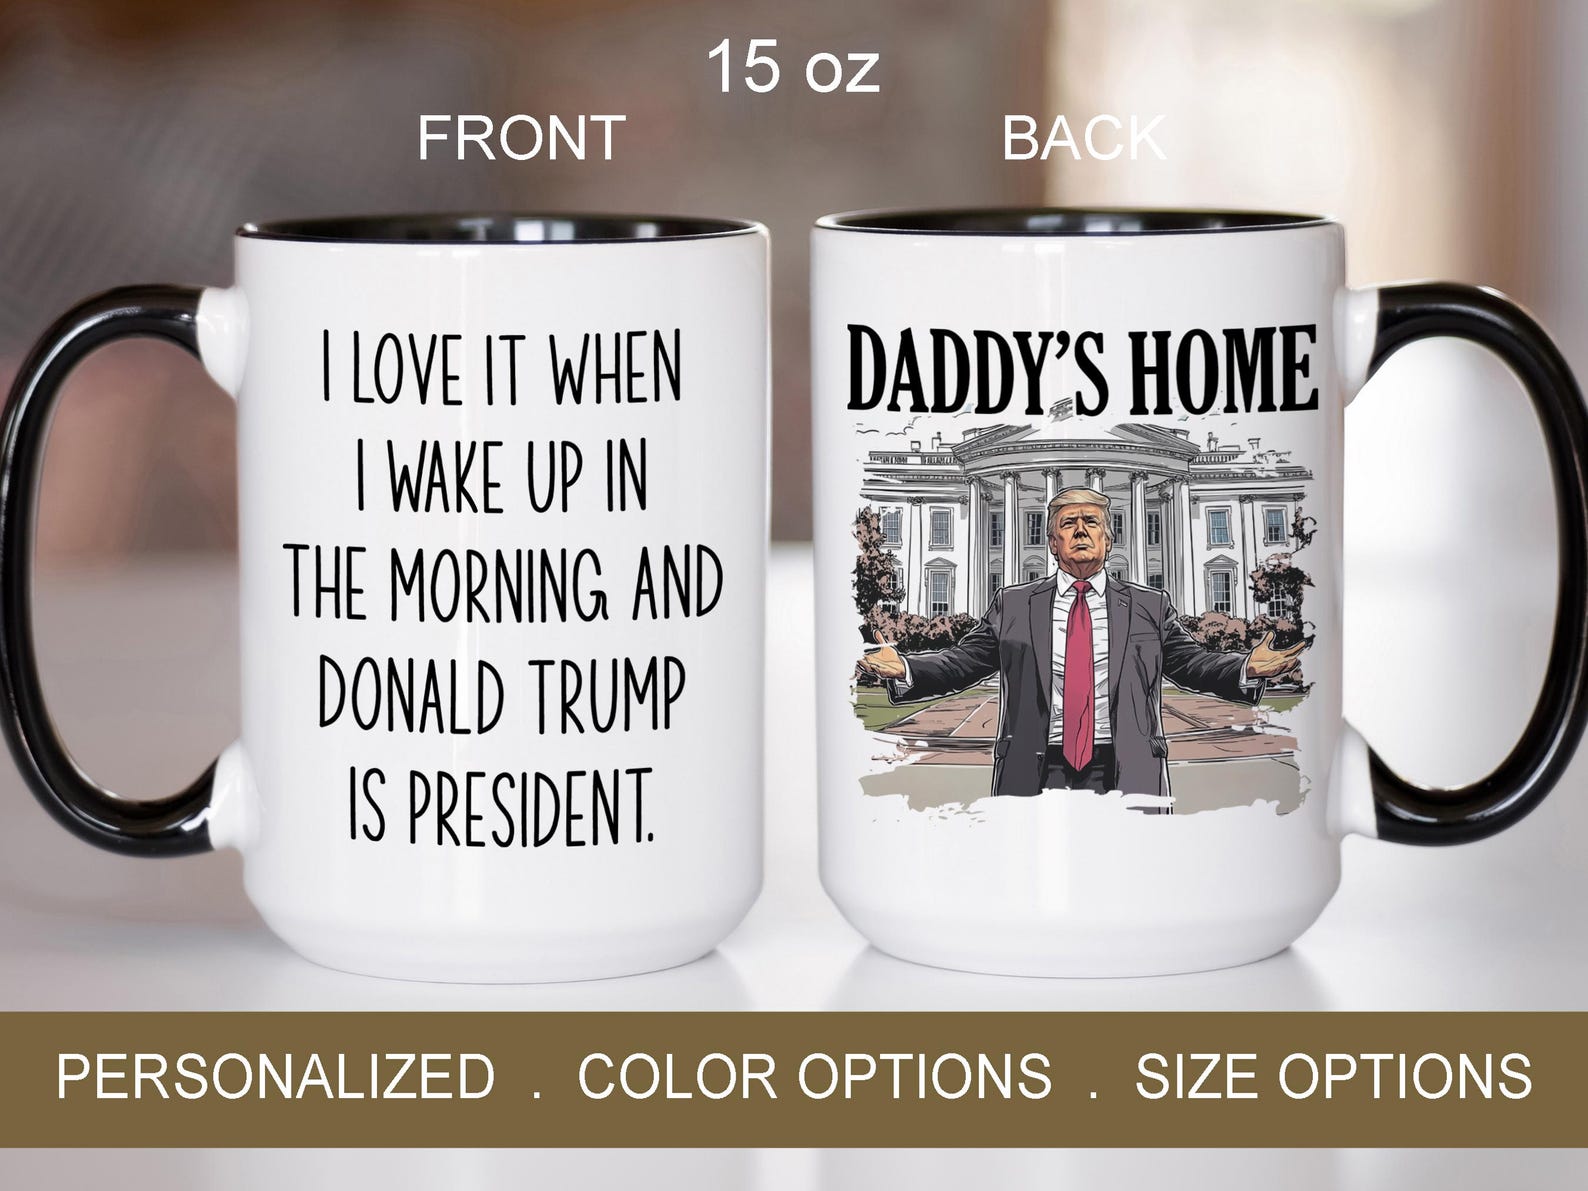 15 oz
FRONT
BACK
I LOVE IT WHEN
I WAKE UP IN
THE MORNING AND
DONALD TRUMP
IS PRESIDENT.
DADDY'S HOME
PERSONALIZED . COLOR OPTIONS . SIZE OPTIONS